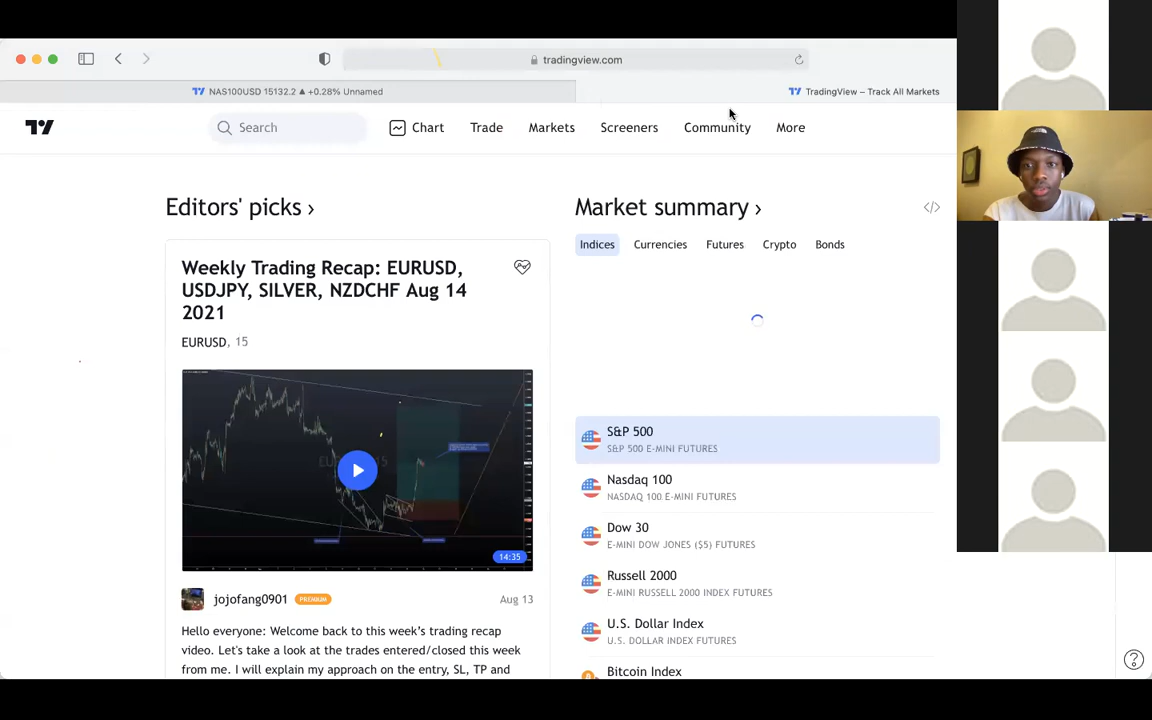 tradingview.com
NAS100USD 15132.2 ▲ +0.28% Unnamed
TradingView – Track All Markets
Search
Chart
Trade
Markets
Screeners
Community
More
Editors' picks ›
Weekly Trading Recap: EURUSD,
USDJPY, SILVER, NZDCHF Aug 14
2021
EURUSD, 15
14:35
jojofang0901 PREMIUM
Aug 13
Hello everyone: Welcome back to this week's trading recap
video. Let's take a look at the trades entered/closed this week
from me. I will explain my approach on the entry, SL, TP and
Market summary ›
Indices
Currencies
Futures
Crypto
Bonds
S&P 500
S&P 500 E-MINI FUTURES
Nasdaq 100
NASDAQ 100 E-MINI FUTURES
Dow 30
E-MINI DOW JONES ($5) FUTURES
Russell 2000
E-MINI RUSSELL 2000 INDEX FUTURES
U.S. Dollar Index
U.S. DOLLAR INDEX FUTURES
Bitcoin Index